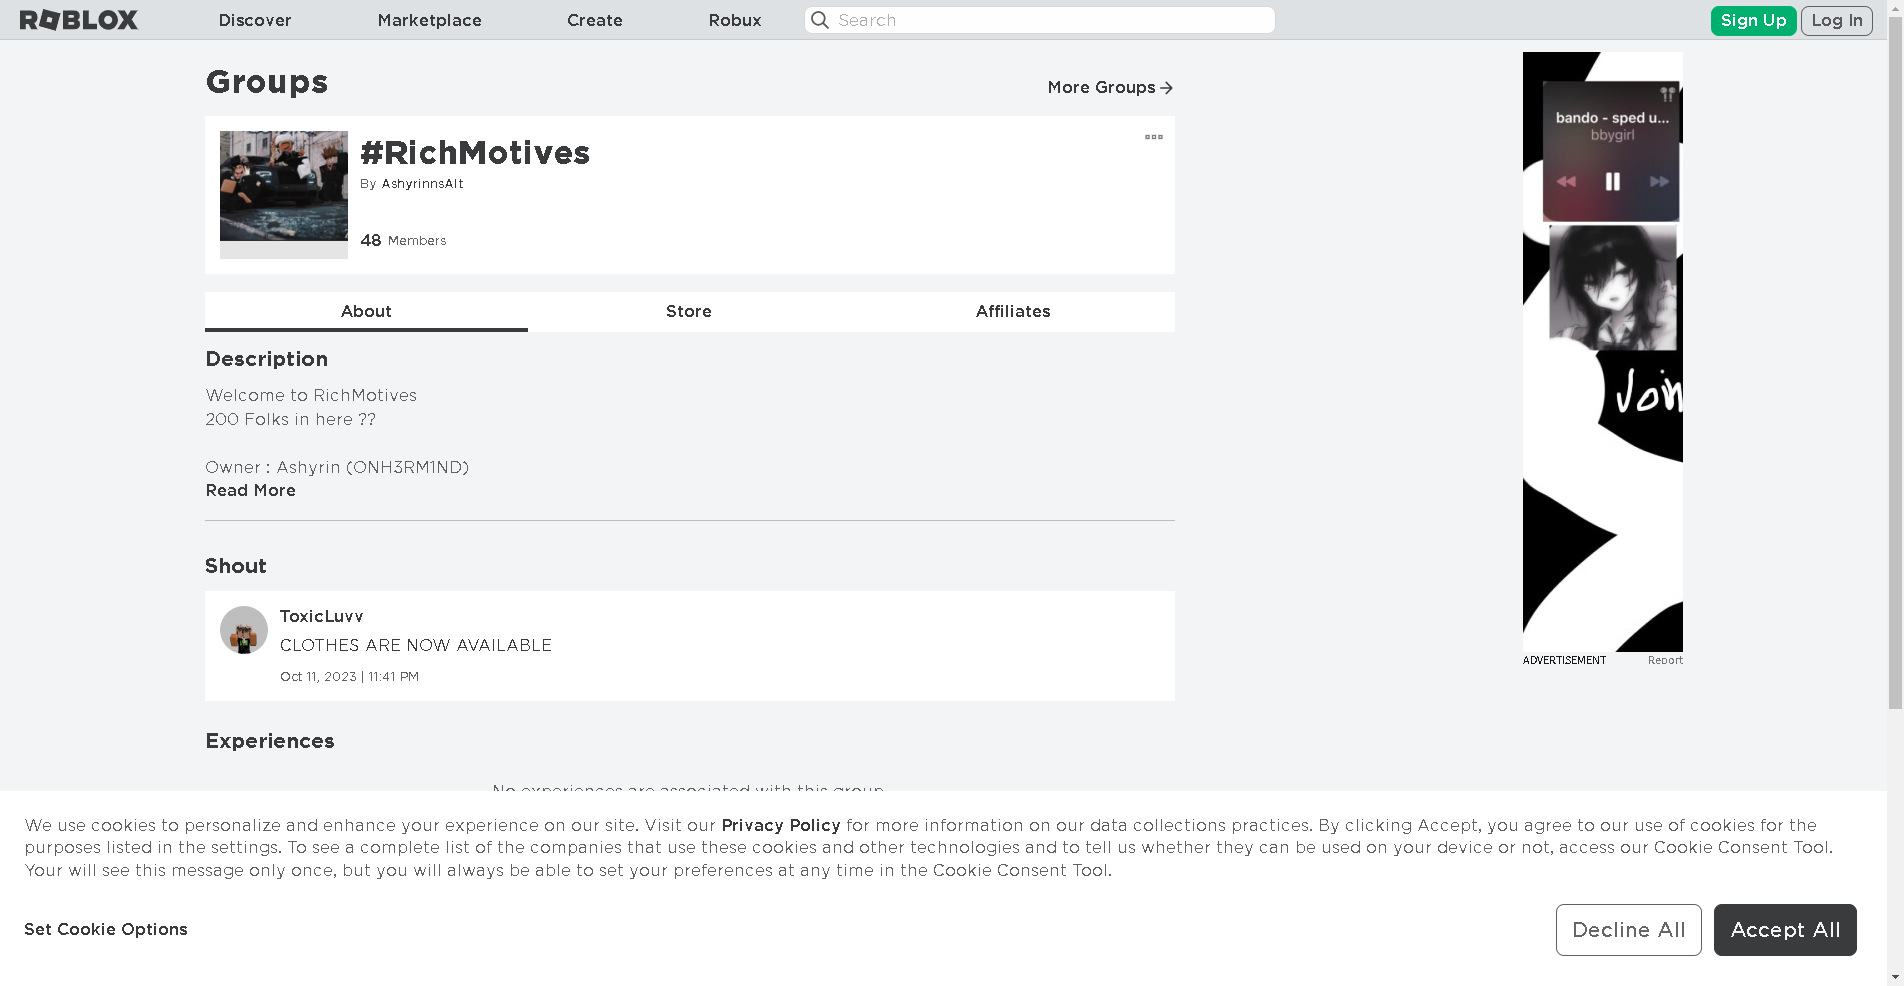 ROBLOX
Discover
Marketplace
Create
Robux
Search
Sign Up
Log In
Groups
More Groups
#RichMotives
By AshyrinnsAlt
48 Members
About
Store
Affiliates
Description
Welcome to RichMotives
200 Folks in here ??
Owner : Ashyrin (ONH3RM1ND)
Read More
Shout
ToxicLuvv
CLOTHES ARE NOW AVAILABLE
Oct 11, 2023 | 11:41 PM
Experiences
No experiences are associated with this group
bando - sped u...
bbygirl
Join
ADVERTISEMENT
Report
We use cookies to personalize and enhance your experience on our site. Visit our Privacy Policy for more information on our data collections practices. By clicking Accept, you agree to our use of cookies for the
purposes listed in the settings. To see a complete list of the companies that use these cookies and other technologies and to tell us whether they can be used on your device or not, access our Cookie Consent Tool.
Your will see this message only once, but you will always be able to set your preferences at any time in the Cookie Consent Tool.
Set Cookie Options
Decline All
Accept All